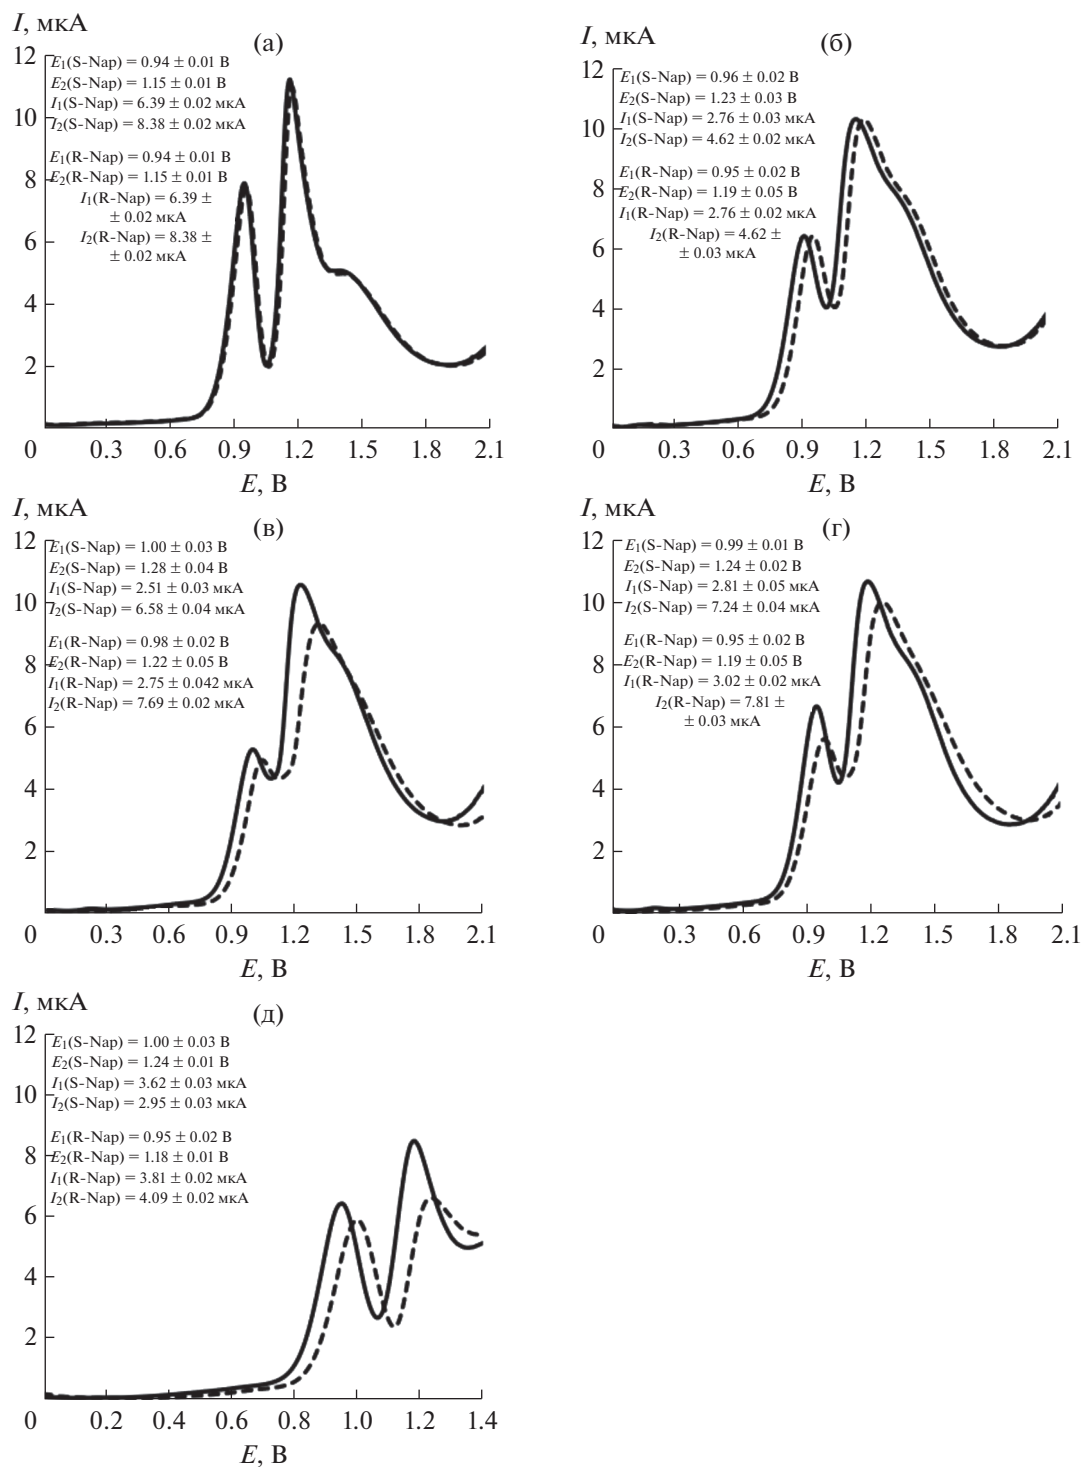 I, мкА
(а)
12
E1(S-Nap) = 0.94 ± 0.01 В
E2(S-Nap) = 1.15 ± 0.01 В
I1(S-Nap) = 6.39 ± 0.02 мкА
I2(S-Nap) = 8.38 ± 0.02 мкА
10
E1(R-Nap) = 0.94 ± 0.01 В
E2(R-Nap) = 1.15 ± 0.01 В
I1(R-Nap) = 6.39 ±
± 0.02 мкА
I2(R-Nap) = 8.38 ±
± 0.02 мкА
8
6
4
2
0 0.3 0.6 0.9 1.2 1.5 1.8 2.1
E, В
I, мкА
(б)
12
E1(S-Nap) = 0.96 ± 0.02 В
E2(S-Nap) = 1.23 ± 0.03 В
I1(S-Nap) = 2.76 ± 0.03 мкА
I2(S-Nap) = 4.62 ± 0.02 мкА
10
E1(R-Nap) = 0.95 ± 0.02 В
E2(R-Nap) = 1.19 ± 0.05 В
I1(R-Nap) = 2.76 ± 0.02 мкА
I2(R-Nap) = 4.62 ±
± 0.03 мкА
8
6
4
2
0 0.3 0.6 0.9 1.2 1.5 1.8 2.1
E, В
I, мкА
(в)
12
E1(S-Nap) = 1.00 ± 0.03 В
E2(S-Nap) = 1.28 ± 0.04 В
I1(S-Nap) = 2.51 ± 0.03 мкА
I2(S-Nap) = 6.58 ± 0.04 мкА
10
E1(R-Nap) = 0.98 ± 0.02 В
E2(R-Nap) = 1.22 ± 0.05 В
I1(R-Nap) = 2.75 ± 0.042 мкА
I2(R-Nap) = 7.69 ± 0.02 мкА
8
6
4
2
0 0.3 0.6 0.9 1.2 1.5 1.8 2.1
E, В
I, мкА
(г)
12
E1(S-Nap) = 0.99 ± 0.01 В
E2(S-Nap) = 1.24 ± 0.02 В
I1(S-Nap) = 2.81 ± 0.05 мкА
I2(S-Nap) = 7.24 ± 0.04 мкА
10
E1(R-Nap) = 0.95 ± 0.02 В
E2(R-Nap) = 1.19 ± 0.05 В
I1(R-Nap) = 3.02 ± 0.02 мкА
I2(R-Nap) = 7.81 ±
± 0.03 мкА
8
6
4
2
0 0.3 0.6 0.9 1.2 1.5 1.8 2.1
E, В
I, мкА
(д)
12
E1(S-Nap) = 1.00 ± 0.03 В
E2(S-Nap) = 1.24 ± 0.01 В
I1(S-Nap) = 3.62 ± 0.03 мкА
I2(S-Nap) = 2.95 ± 0.03 мкА
10
E1(R-Nap) = 0.95 ± 0.02 В
E2(R-Nap) = 1.18 ± 0.01 В
I1(R-Nap) = 3.81 ± 0.02 мкА
I2(R-Nap) = 4.09 ± 0.02 мкА
8
6
4
2
0 0.2 0.4 0.6 0.8 1.0 1.2 1.4
E, В